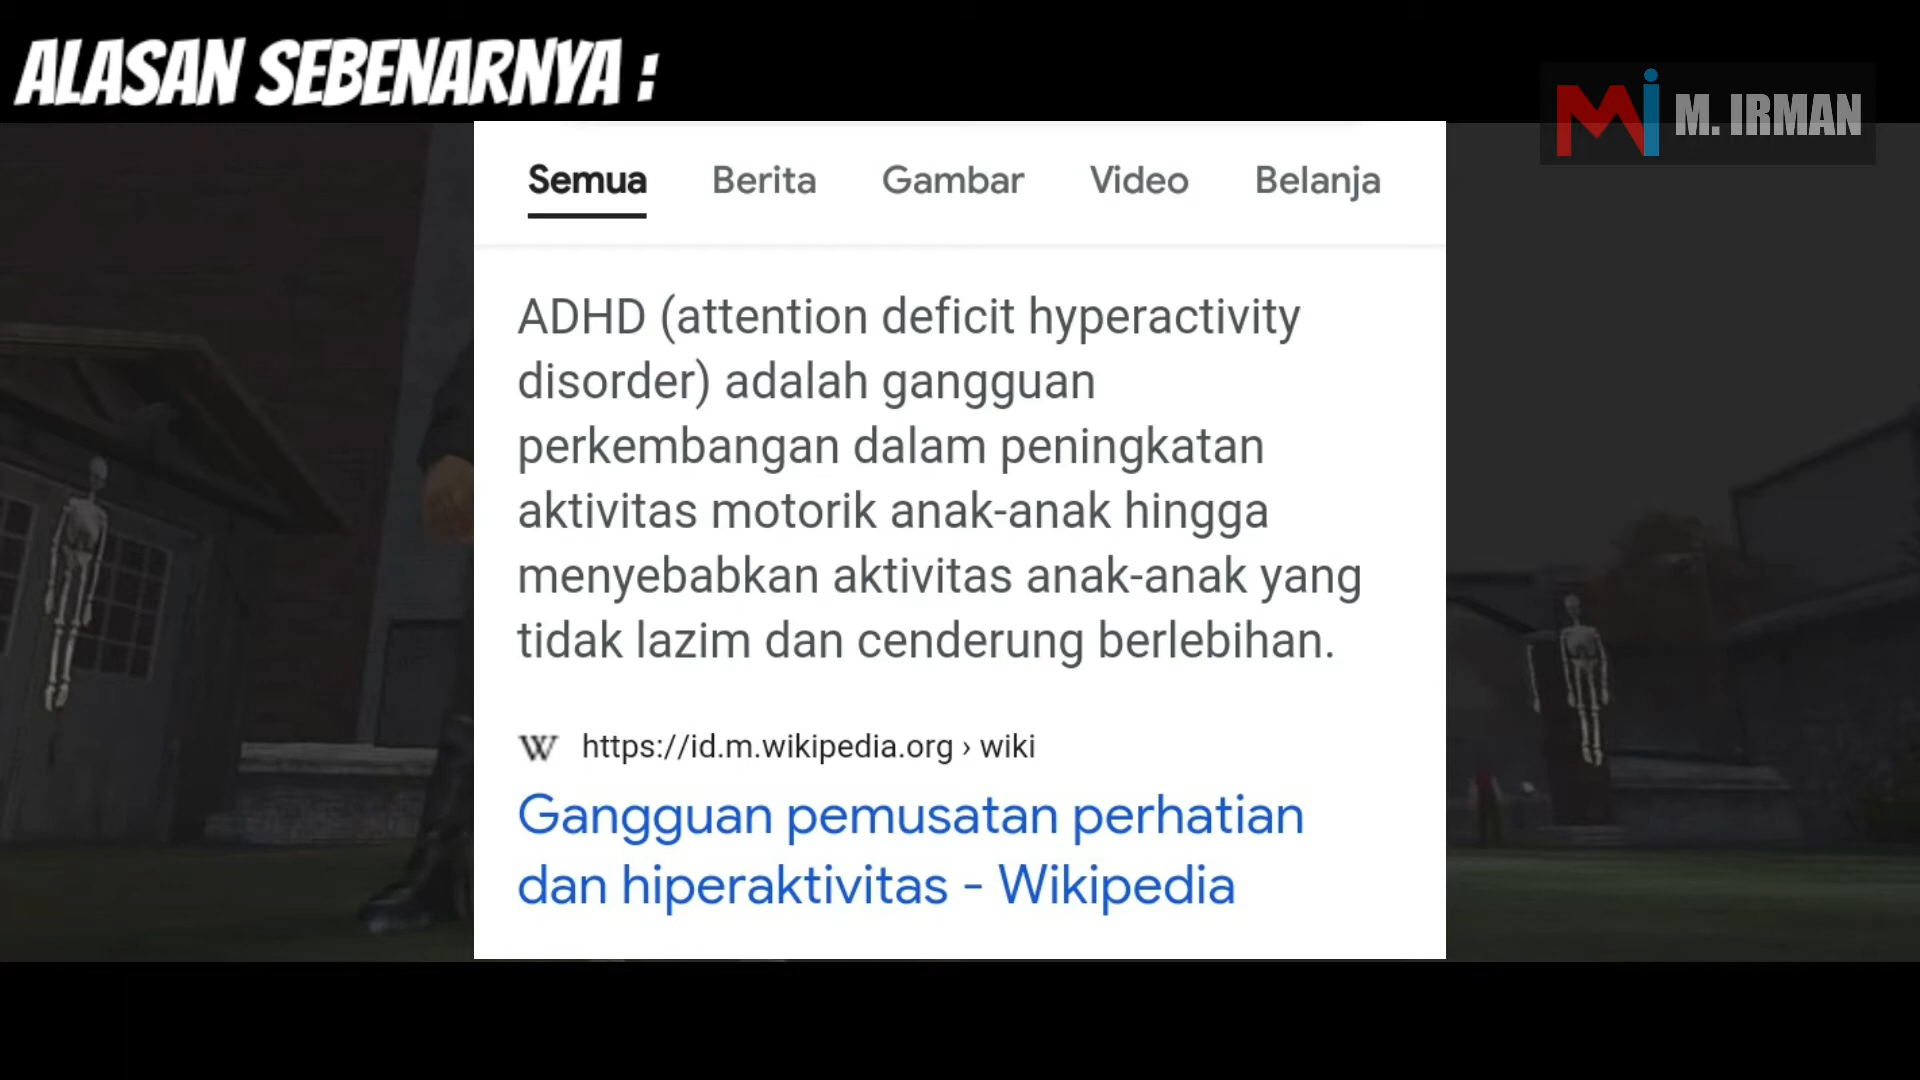 ALASAN SEBENARNYA :
Mi M. IRMAN
Semua Berita Gambar Video Belanja
ADHD (attention deficit hyperactivity
disorder) adalah gangguan
perkembangan dalam peningkatan
aktivitas motorik anak-anak hingga
menyebabkan aktivitas anak-anak yang
tidak lazim dan cenderung berlebihan.
W https://id.m.wikipedia.org › wiki
Gangguan pemusatan perhatian
dan hiperaktivitas - Wikipedia